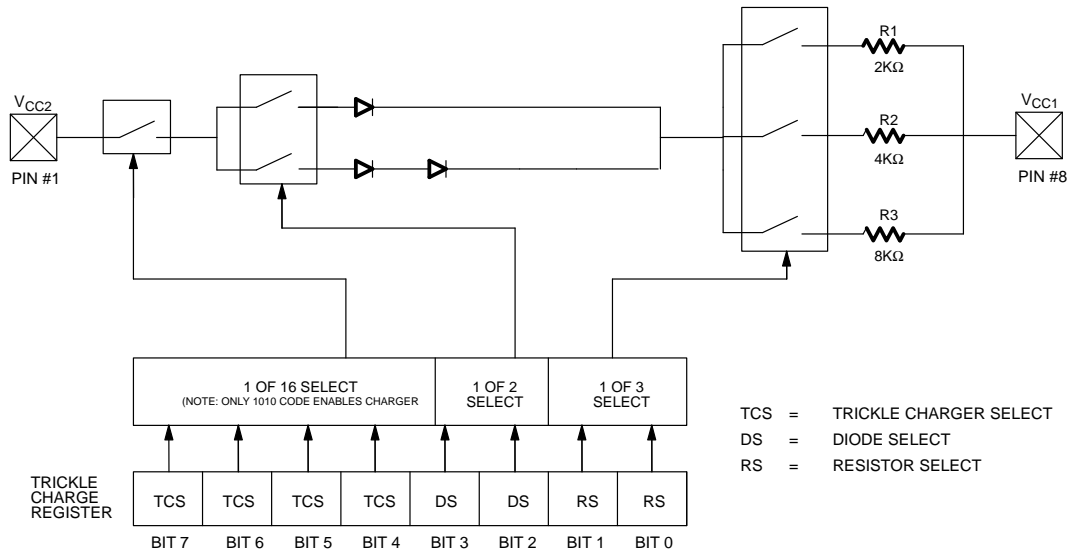 R1
2KΩ
VCC2
PIN #1
R2
4KΩ
VCC1
PIN #8
R3
8KΩ
1 OF 16 SELECT
(NOTE: ONLY 1010 CODE ENABLES CHARGER
1 OF 2
SELECT
1 OF 3
SELECT
TCS = TRICKLE CHARGER SELECT
DS = DIODE SELECT
RS = RESISTOR SELECT
TRICKLE
CHARGE
REGISTER
TCS TCS TCS TCS DS DS RS RS
BIT 7 BIT 6 BIT 5 BIT 4 BIT 3 BIT 2 BIT 1 BIT 0